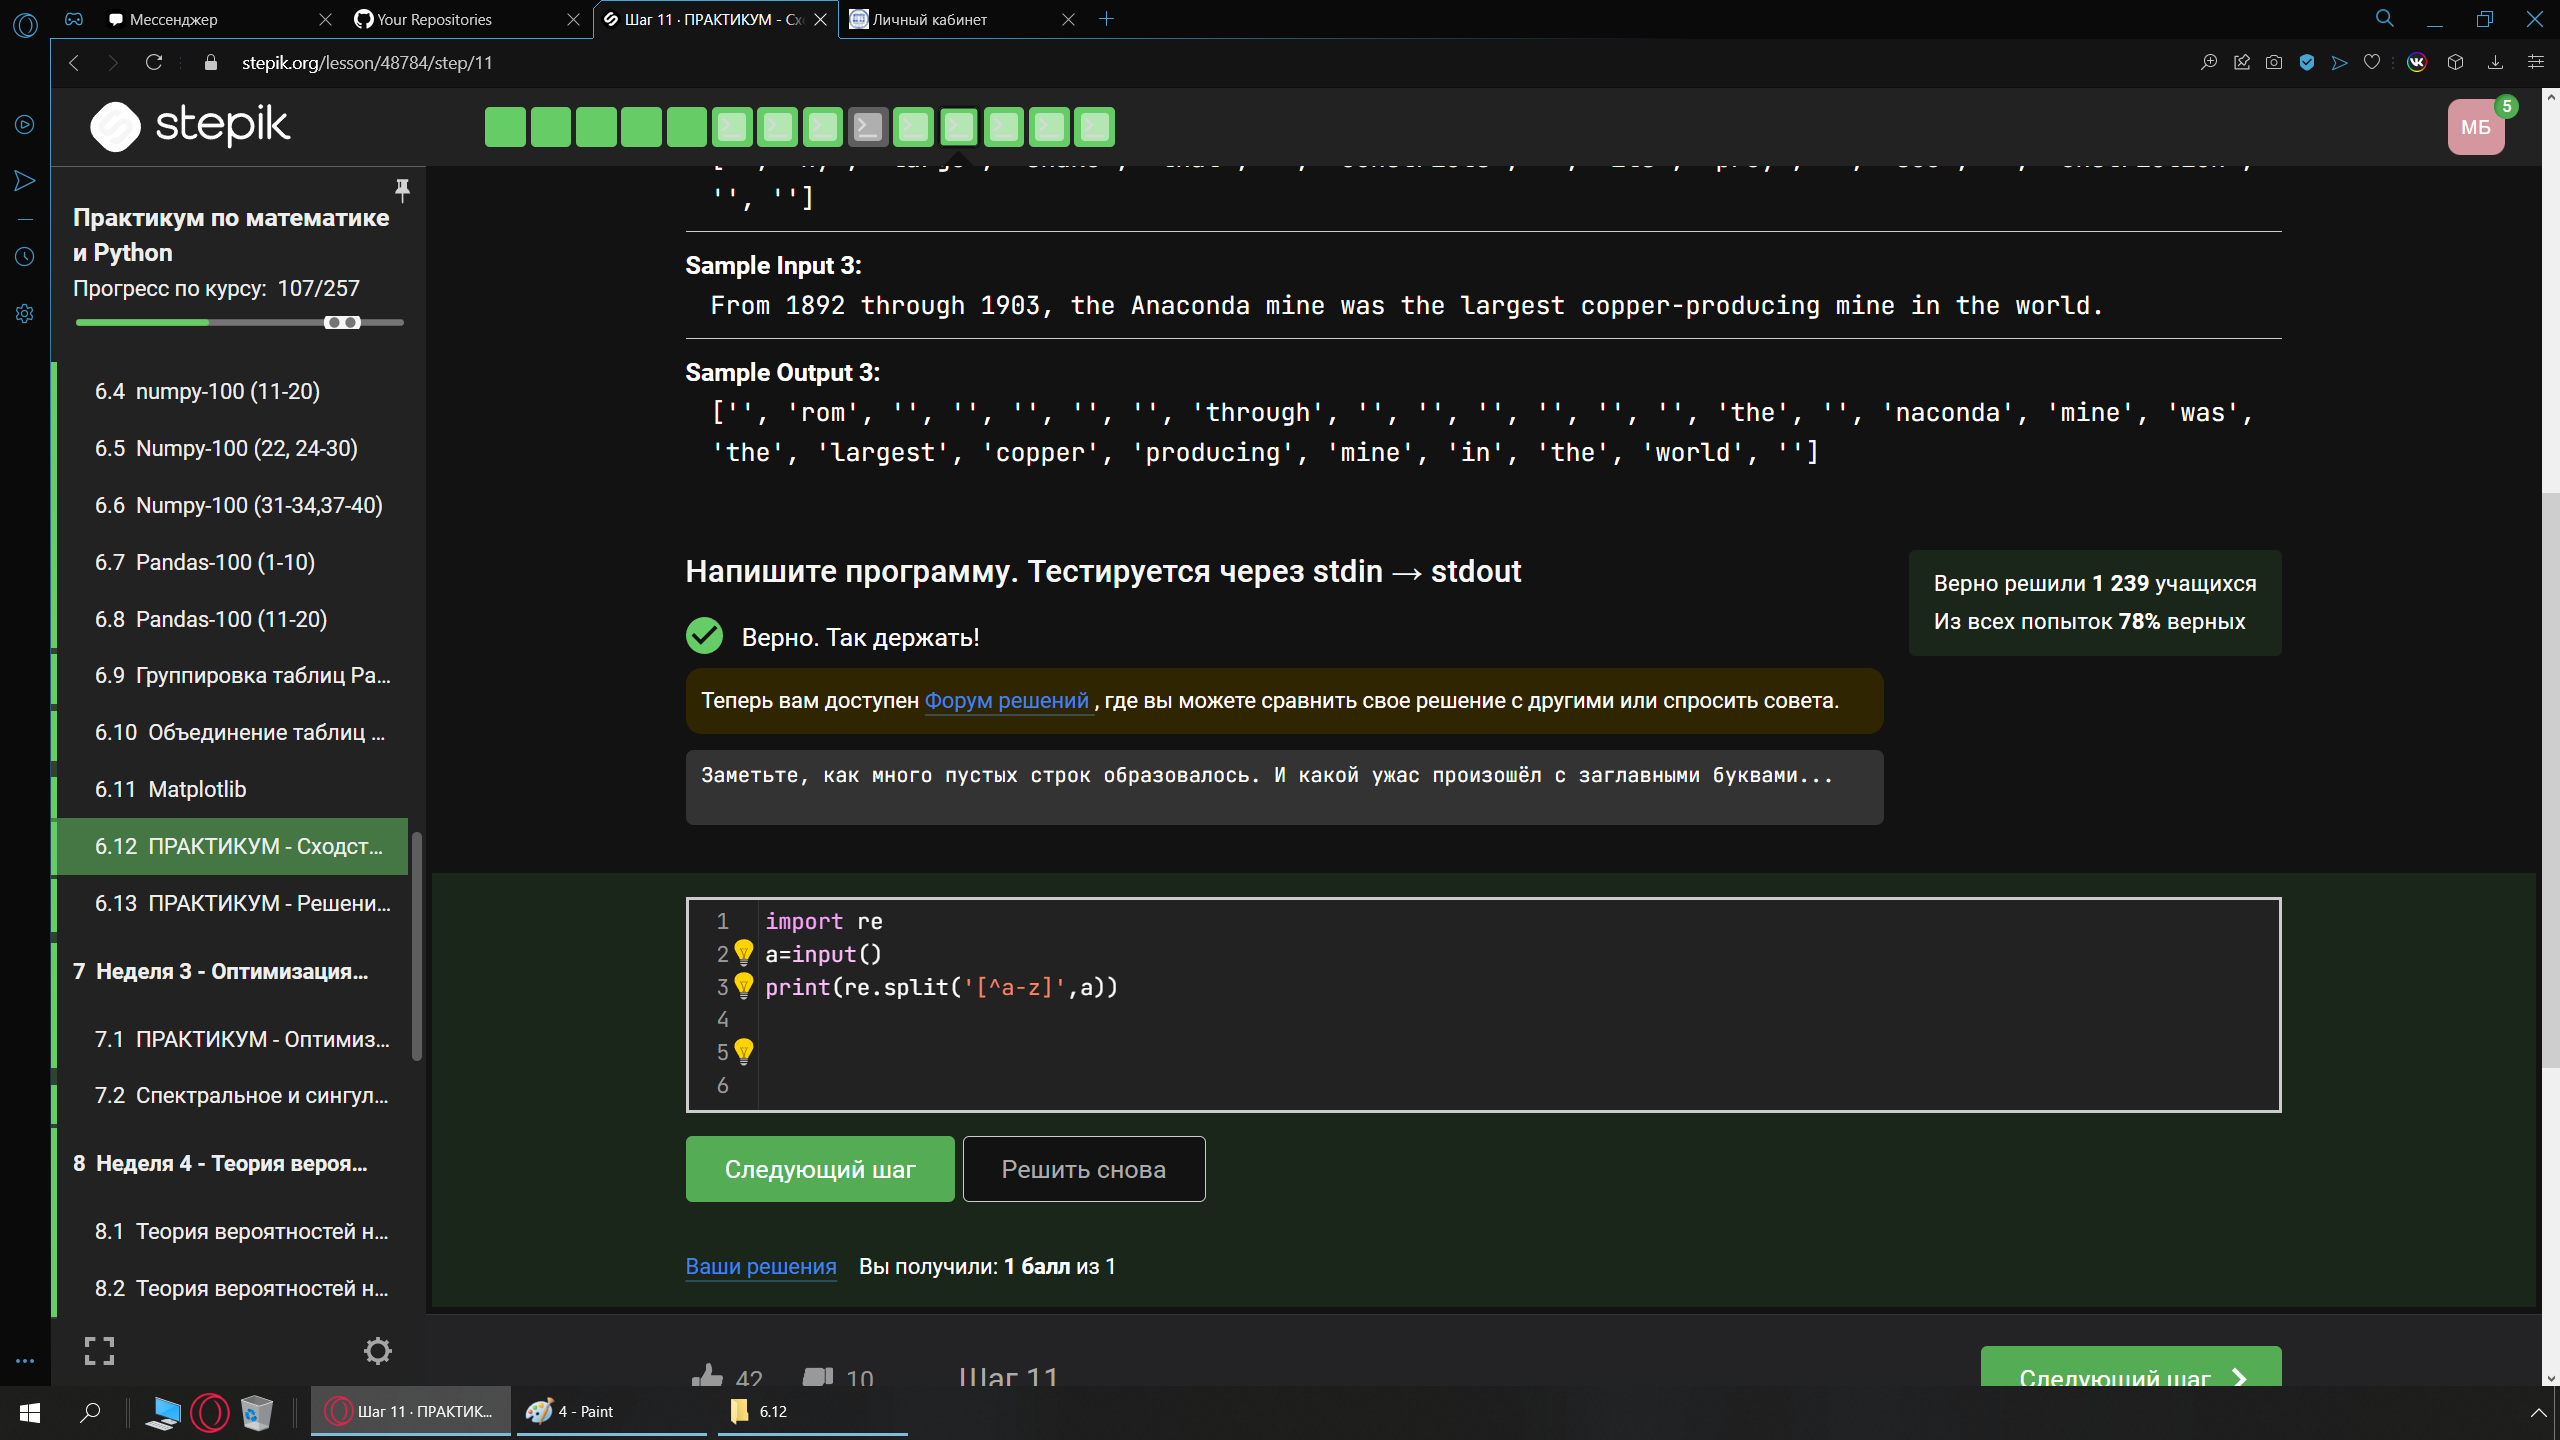 Мессенджер
Your Repositories
Шаг 11 · ПРАКТИКУМ - Сх
Личный кабинет
stepik.org/lesson/48784/step/11
stepik
МБ
5
Практикум по математике
и Python
Прогресс по курсу: 107/257
6.4 numpy-100 (11-20)
6.5 Numpy-100 (22, 24-30)
6.6 Numpy-100 (31-34,37-40)
6.7 Pandas-100 (1-10)
6.8 Pandas-100 (11-20)
6.9 Группировка таблиц Pa...
6.10 Объединение таблиц ...
6.11 Matplotlib
6.12 ПРАКТИКУМ - Сходст...
6.13 ПРАКТИКУМ - Решени...
7 Неделя 3 - Оптимизация...
7.1 ПРАКТИКУМ - Оптимиз...
7.2 Спектральное и сингул...
8 Неделя 4 - Теория вероя...
8.1 Теория вероятностей н...
8.2 Теория вероятностей н...
'', '']
Sample Input 3:
From 1892 through 1903, the Anaconda mine was the largest copper-producing mine in the world.
Sample Output 3:
['', 'rom', '', '', '', '', '', 'through', '', '', '', '', '', '', 'the', '', 'naconda', 'mine', 'was',
'the', 'largest', 'copper', 'producing', 'mine', 'in', 'the', 'world', '']
Напишите программу. Тестируется через stdin → stdout
Верно решили 1 239 учащихся
Из всех попыток 78% верных
Верно. Так держать!
Теперь вам доступен Форум решений , где вы можете сравнить свое решение с другими или спросить совета.
Заметьте, как много пустых строк образовалось. И какой ужас произошёл с заглавными буквами...
1 import re
2 a=input()
3 print(re.split('[^a-z]',a))
4
5
6
Следующий шаг
Решить снова
Ваши решения Вы получили: 1 балл из 1
42
10
Шаг 11
Следующий шаг
Шаг 11 · ПРАКТИК...
4 - Paint
6.12